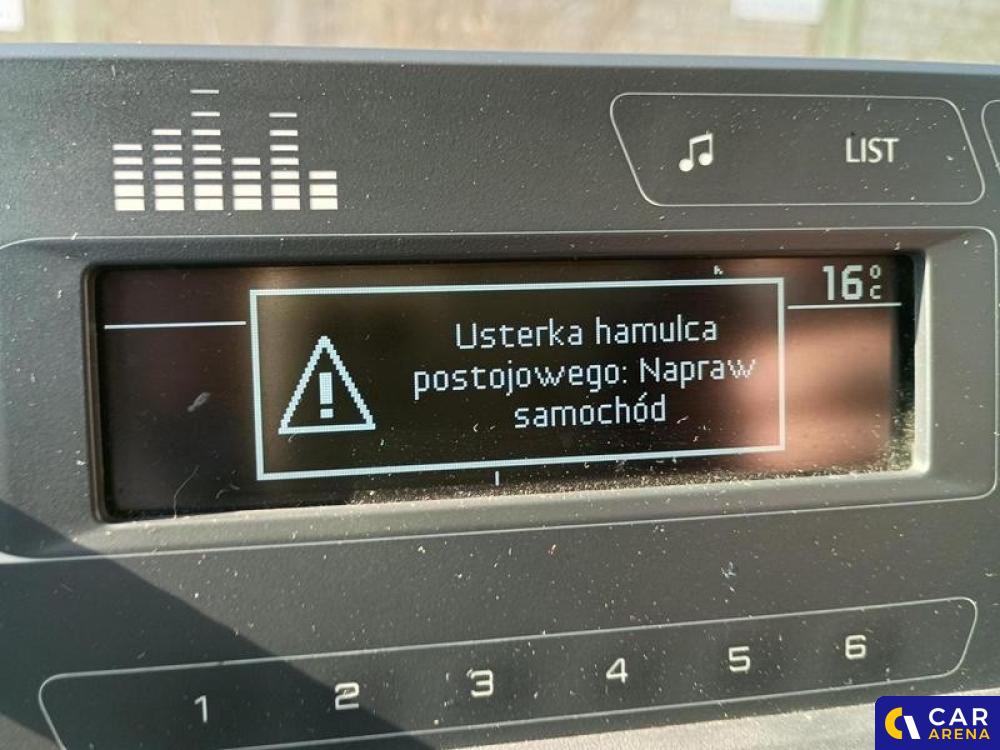 LIST
16°C
Usterka hamulca
postojowego: Napraw
samochód
1 2 3 4 5 6
CAR
ARENA